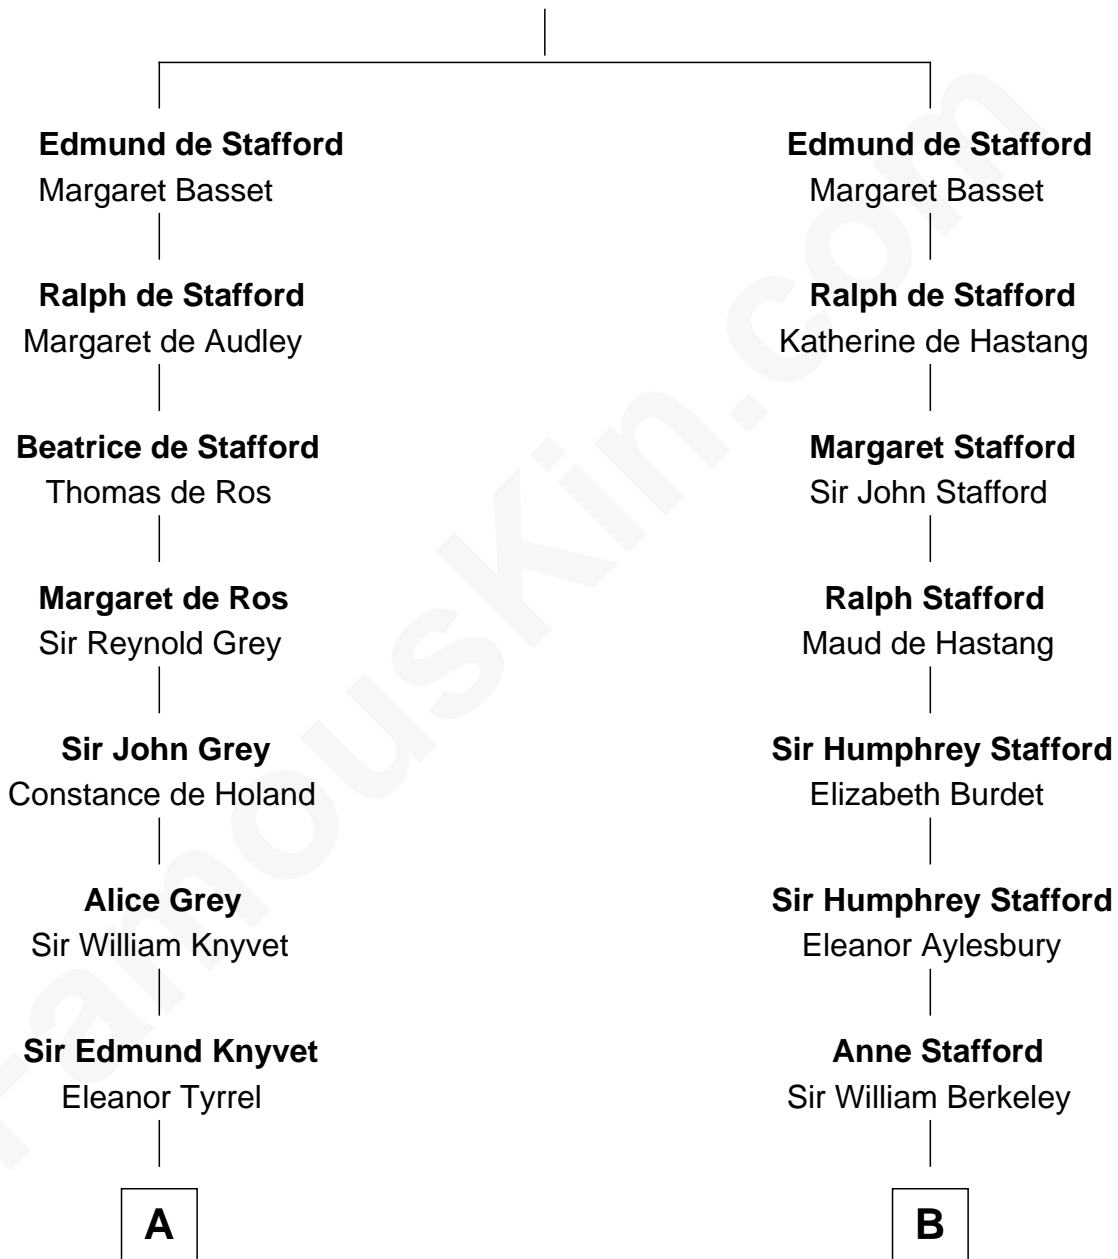 Edmund de Stafford
Margaret Basset
Ralph de Stafford
Margaret de Audley
Beatrice de Stafford
Thomas de Ros
Margaret de Ros
Sir Reynold Grey
Sir John Grey
Constance de Holand
Alice Grey
Sir William Knyvet
Sir Edmund Knyvet
Eleanor Tyrrel
A
Edmund de Stafford
Margaret Basset
Ralph de Stafford
Katherine de Hastang
Margaret Stafford
Sir John Stafford
Ralph Stafford
Maud de Hastang
Sir Humphrey Stafford
Elizabeth Burdet
Sir Humphrey Stafford
Eleanor Aylesbury
Anne Stafford
Sir William Berkeley
B
FamousKin.com